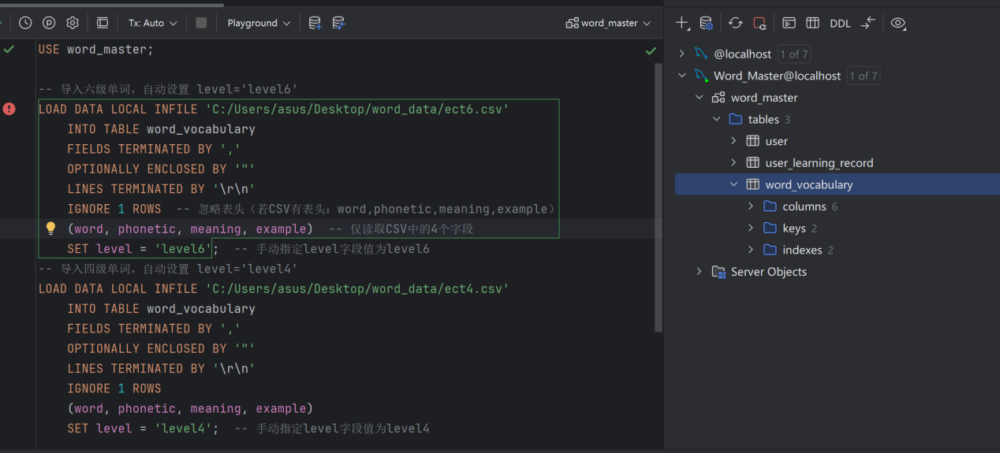 Tx: Auto
Playground
word_master
DDL
USE word_master;
-- 导入六级单词，自动设置 level='level6'
LOAD DATA LOCAL INFILE 'C:/Users/asus/Desktop/word_data/ect6.csv'
INTO TABLE word_vocabulary
FIELDS TERMINATED BY ','
OPTIONALLY ENCLOSED BY '"'
LINES TERMINATED BY '\r\n'
IGNORE 1 ROWS -- 忽略表头（若CSV有表头：word,phonetic,meaning,example）
(word, phonetic, meaning, example) -- 仅读取CSV中的4个字段
SET level = 'level6'; -- 手动指定level字段值为level6
-- 导入四级单词，自动设置 level='level4'
LOAD DATA LOCAL INFILE 'C:/Users/asus/Desktop/word_data/ect4.csv'
INTO TABLE word_vocabulary
FIELDS TERMINATED BY ','
OPTIONALLY ENCLOSED BY '"'
LINES TERMINATED BY '\r\n'
IGNORE 1 ROWS
(word, phonetic, meaning, example)
SET level = 'level4'; -- 手动指定level字段值为level4
@localhost 1 of 7
Word_Master@localhost 1 of 7
word_master
tables 3
user
user_learning_record
word_vocabulary
columns 6
keys 2
indexes 2
Server Objects